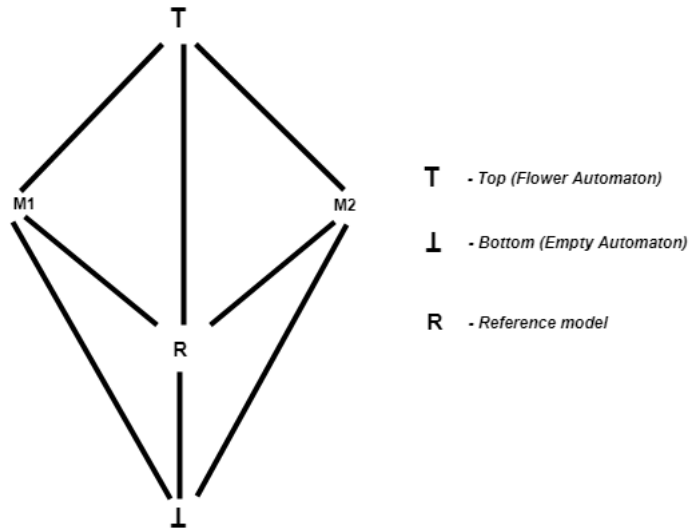 T
M1
M2
R
⊥
T - Top (Flower Automaton)
⊥ - Bottom (Empty Automaton)
R - Reference model